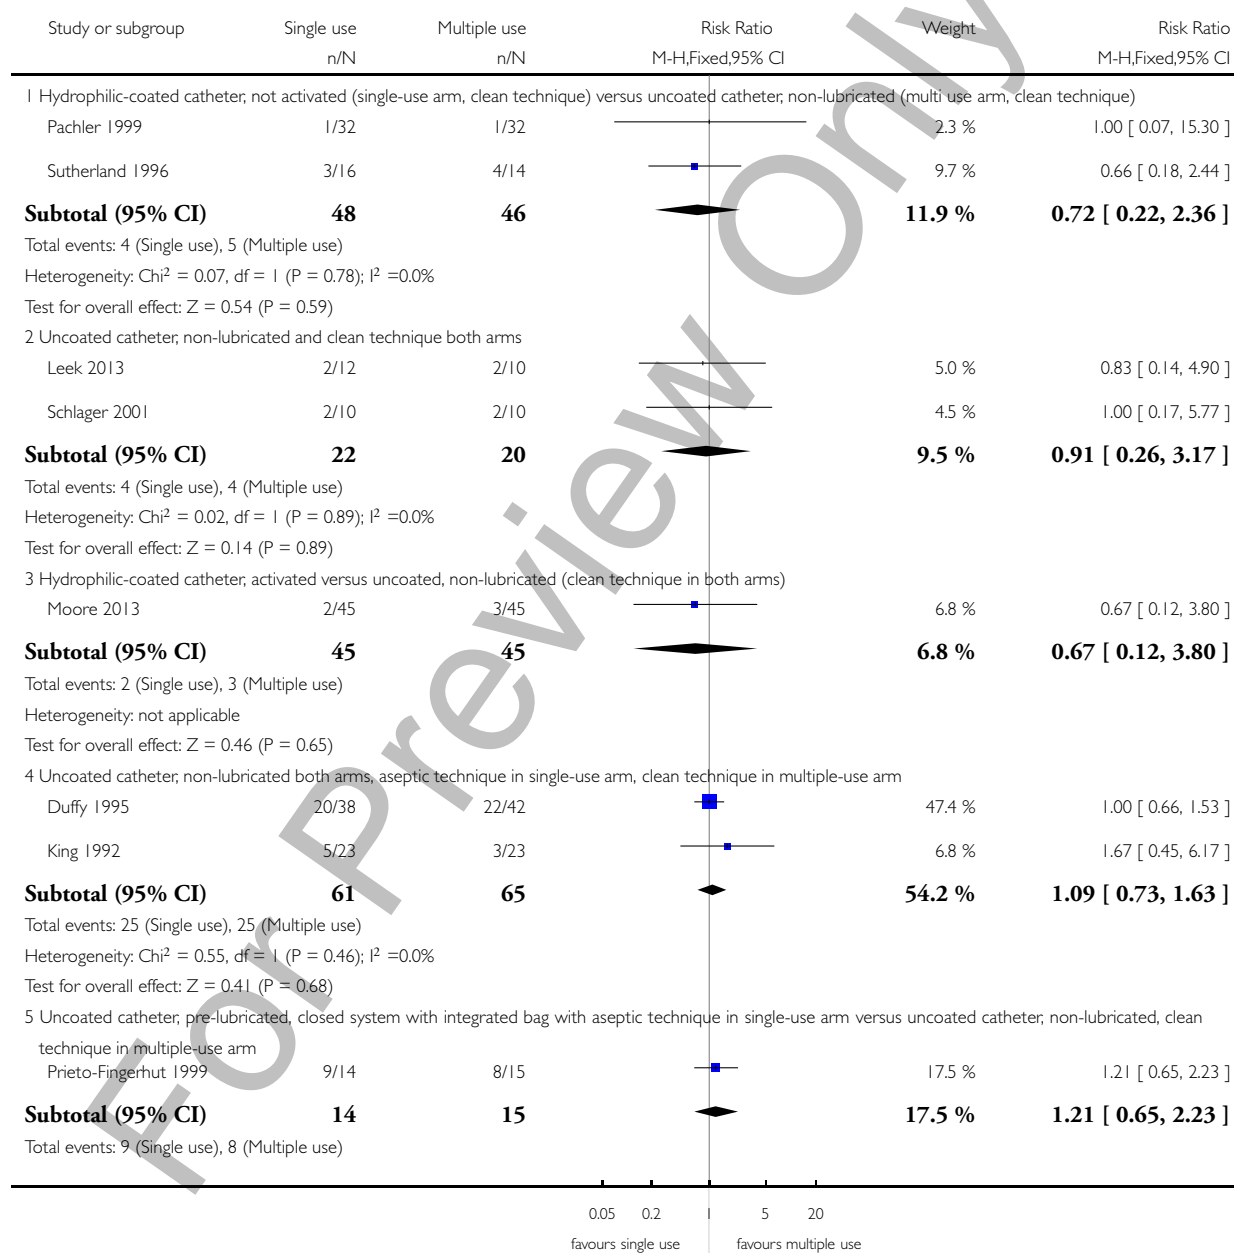 Study or subgroup Single use Multiple use Risk Ratio Weight Risk Ratio
n/N n/N M-H,Fixed,95% CI M-H,Fixed,95% CI
1 Hydrophilic-coated catheter, not activated (single-use arm, clean technique) versus uncoated catheter, non-lubricated (multi use arm, clean technique)
Pachler 1999 1/32 1/32 2.3 % 1.00 [ 0.07, 15.30 ]
Sutherland 1996 3/16 4/14 9.7 % 0.66 [ 0.18, 2.44 ]
Subtotal (95% CI) 48 46 11.9 % 0.72 [ 0.22, 2.36 ]
Total events: 4 (Single use), 5 (Multiple use)
Heterogeneity: Chi² = 0.07, df = 1 (P = 0.78); I² =0.0%
Test for overall effect: Z = 0.54 (P = 0.59)
2 Uncoated catheter, non-lubricated and clean technique both arms
Leek 2013 2/12 2/10 5.0 % 0.83 [ 0.14, 4.90 ]
Schlager 2001 2/10 2/10 4.5 % 1.00 [ 0.17, 5.77 ]
Subtotal (95% CI) 22 20 9.5 % 0.91 [ 0.26, 3.17 ]
Total events: 4 (Single use), 4 (Multiple use)
Heterogeneity: Chi² = 0.02, df = 1 (P = 0.89); I² =0.0%
Test for overall effect: Z = 0.14 (P = 0.89)
3 Hydrophilic-coated catheter, activated versus uncoated, non-lubricated (clean technique in both arms)
Moore 2013 2/45 3/45 6.8 % 0.67 [ 0.12, 3.80 ]
Subtotal (95% CI) 45 45 6.8 % 0.67 [ 0.12, 3.80 ]
Total events: 2 (Single use), 3 (Multiple use)
Heterogeneity: not applicable
Test for overall effect: Z = 0.46 (P = 0.65)
4 Uncoated catheter, non-lubricated both arms, aseptic technique in single-use arm, clean technique in multiple-use arm
Duffy 1995 20/38 22/42 47.4 % 1.00 [ 0.66, 1.53 ]
King 1992 5/23 3/23 6.8 % 1.67 [ 0.45, 6.17 ]
Subtotal (95% CI) 61 65 54.2 % 1.09 [ 0.73, 1.63 ]
Total events: 25 (Single use), 25 (Multiple use)
Heterogeneity: Chi² = 0.55, df = 1 (P = 0.46); I² =0.0%
Test for overall effect: Z = 0.41 (P = 0.68)
5 Uncoated catheter, pre-lubricated, closed system with integrated bag with aseptic technique in single-use arm versus uncoated catheter, non-lubricated, clean
technique in multiple-use arm
Prieto-Fingerhut 1999 9/14 8/15 17.5 % 1.21 [ 0.65, 2.23 ]
Subtotal (95% CI) 14 15 17.5 % 1.21 [ 0.65, 2.23 ]
Total events: 9 (Single use), 8 (Multiple use)
0.05 0.2 1 5 20
favours single use favours multiple use
For Preview Only